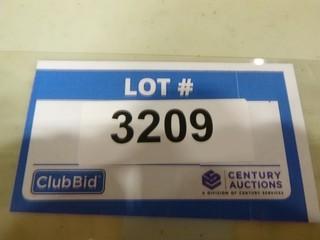 LOT #
3209
ClubBid
CENTURY
AUCTIONS
A DIVISION OF CENTURY SERVICES